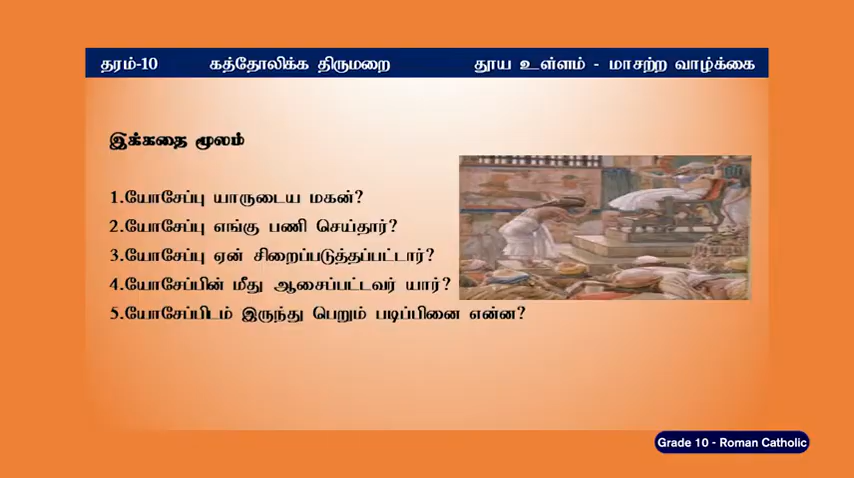 தரம்-10 கத்தோலிக்க திருமறை தூய உள்ளம் - மாசற்ற வாழ்க்கை
இக்கதை மூலம்
1.யோசேப்பு யாருடைய மகன்?
2.யோசேப்பு எங்கு பணி செய்தார்?
3.யோசேப்பு ஏன் சிறைப்படுத்தப்பட்டார்?
4.யோசேப்பின் மீது ஆசைப்பட்டவர் யார்?
5.யோசேப்பிடம் இருந்து பெறும் படிப்பினை என்ன?
Grade 10 - Roman Catholic